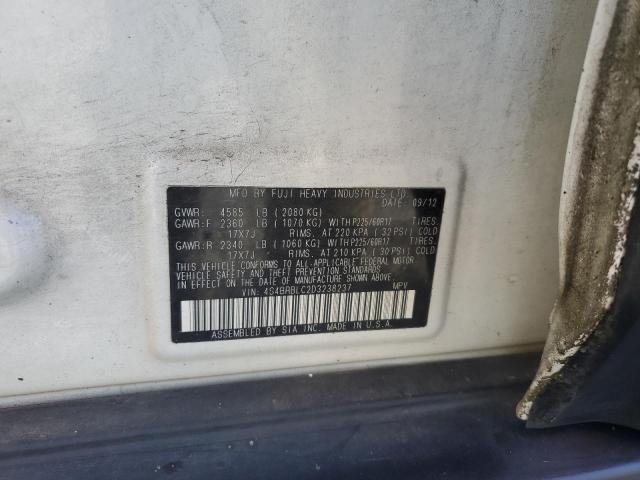 MFD BY FUJI HEAVY INDUSTRIES LTD.
DATE: 09/12
GVWR: 4585 LB (2080 KG)
GAWR:F 2360 LB (1070 KG) WITH P225/60R17 TIRES,
17X7J RIMS, AT 220 KPA (32 PSI) COLD
GAWR:R 2340 LB (1060 KG) WITH P225/60R17 TIRES,
17X7J RIMS, AT 210 KPA (30 PSI) COLD
THIS VEHICLE CONFORMS TO ALL APPLICABLE FEDERAL MOTOR
VEHICLE SAFETY AND THEFT PREVENTION STANDARDS
IN EFFECT ON THE DATE OF MANUFACTURE SHOWN ABOVE.
VIN: 4S4BRBLC2D3238237 MPV
ASSEMBLED BY SIA INC. MADE IN U.S.A.